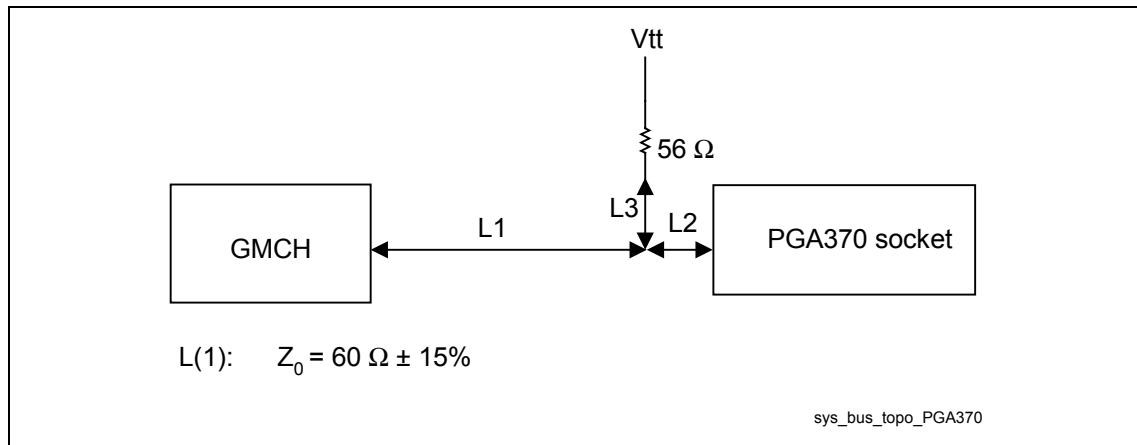 Vtt
56 Ω
L3
L1
L2
GMCH
PGA370 socket
L(1): Z0 = 60 Ω ± 15%
sys_bus_topo_PGA370